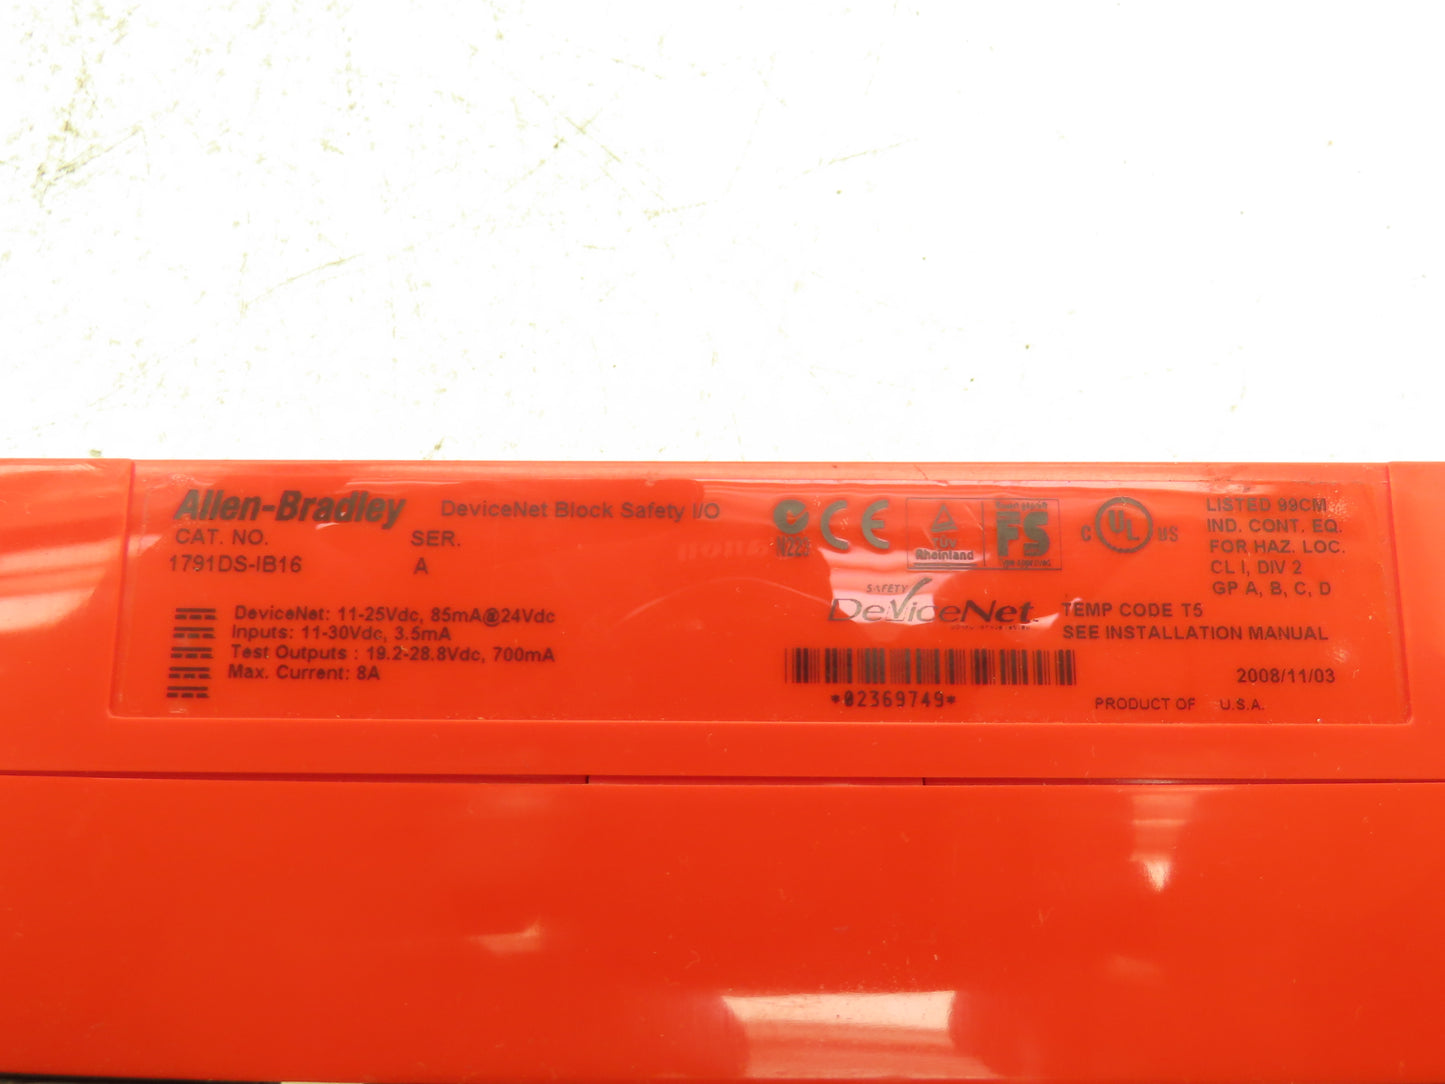 Allen-Bradley DeviceNet Block Safety I/O
CAT. NO. SER.
1791DS-IB16 A
DeviceNet: 11-25Vdc, 85mA@24Vdc
Inputs: 11-30Vdc, 3.5mA
Test Outputs : 19.2-28.8Vdc, 700mA
Max. Current: 8A
N223
CE
TÜV
Rheinland
FS
C UL US
LISTED 99CM
IND. CONT. EQ.
FOR HAZ. LOC.
CL I, DIV 2
GP A, B, C, D
SAFETY
DeviceNet
TEMP CODE T5
SEE INSTALLATION MANUAL
*02369749*
2008/11/03
PRODUCT OF U.S.A.